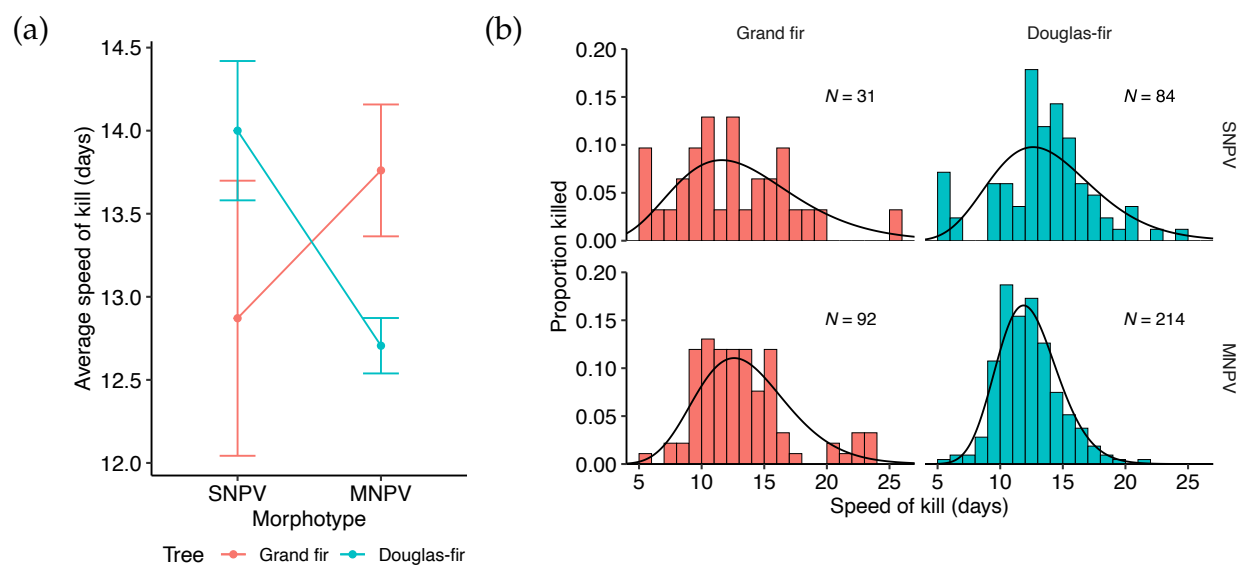 (a)
14.5
14.0
13.5
13.0
12.5
12.0
Average speed of kill (days)
SNPV MNPV
Morphotype
Tree Grand fir Douglas-fir
(b)
Grand fir Douglas-fir
0.20
0.15
0.10
0.05
0.00
N = 31
N = 84
SNPV
Proportion killed
0.20
0.15
0.10
0.05
0.00
N = 92
N = 214
MNPV
5 10 15 20 25 5 10 15 20 25
Speed of kill (days)